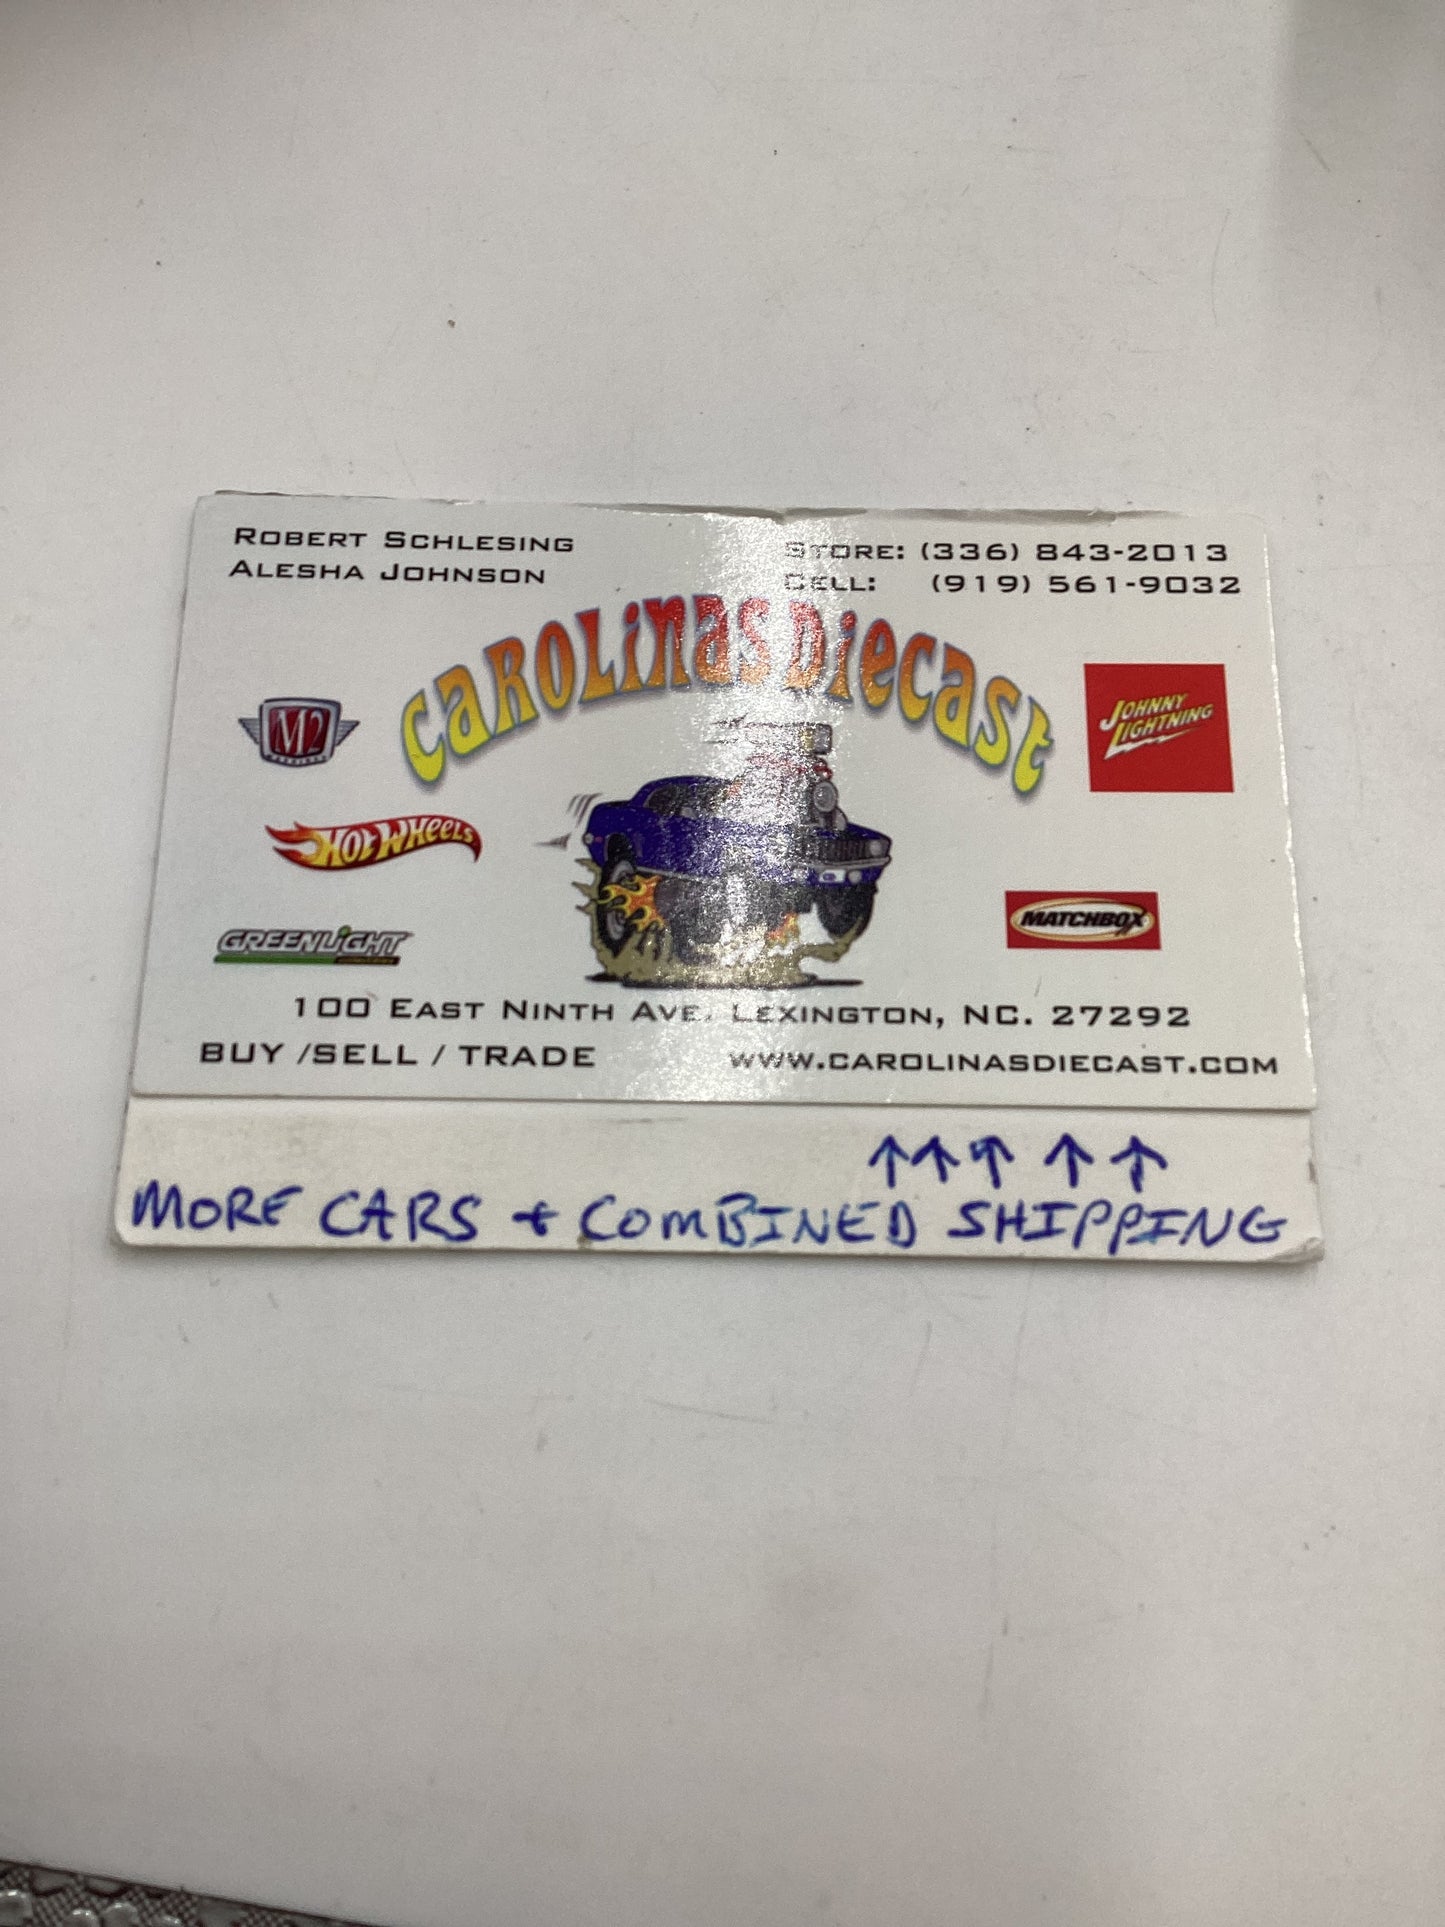 ROBERT SCHLESING
ALESHA JOHNSON
STORE: (336) 843-2013
CELL: (919) 561-9032
CAROLINAS DIECAST
M2
JOHNNY LIGHTNING
HOT WHEELS
GREENLIGHT
MATCHBOX
100 EAST NINTH AVE. LEXINGTON, NC. 27292
BUY /SELL / TRADE
WWW.CAROLINASDIECAST.COM
↑↑↑↑↑
MORE CARS + COMBINED SHIPPING